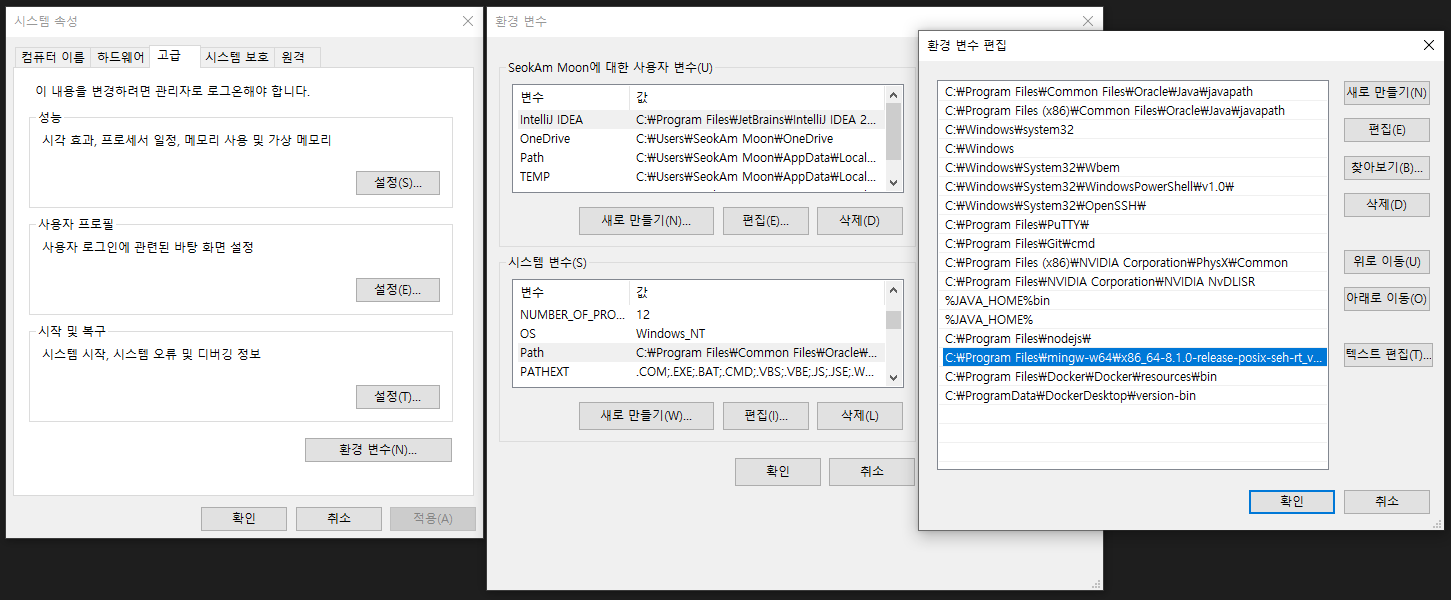 시스템 속성
컴퓨터 이름 하드웨어 고급 시스템 보호 원격
이 내용을 변경하려면 관리자로 로그온해야 합니다.
성능
시각 효과, 프로세서 일정, 메모리 사용 및 가상 메모리
설정(S)...
사용자 프로필
사용자 로그인에 관련된 바탕 화면 설정
설정(E)...
시작 및 복구
시스템 시작, 시스템 오류 및 디버깅 정보
설정(T)...
환경 변수(N)...
확인 취소 적용(A)
환경 변수
SeokAm Moon에 대한 사용자 변수(U)
변수 값
IntelliJ IDEA C:₩Program Files₩JetBrains₩IntelliJ IDEA 2...
OneDrive C:₩Users₩SeokAm Moon₩OneDrive
Path C:₩Users₩SeokAm Moon₩AppData₩Local...
TEMP C:₩Users₩SeokAm Moon₩AppData₩Local...
새로 만들기(N)... 편집(E)... 삭제(D)
시스템 변수(S)
변수 값
NUMBER_OF_PRO... 12
OS Windows_NT
Path C:₩Program Files₩Common Files₩Oracle₩...
PATHEXT .COM;.EXE;.BAT;.CMD;.VBS;.VBE;.JS;.JSE;.W...
새로 만들기(W)... 편집(I)... 삭제(L)
확인 취소
환경 변수 편집
C:₩Program Files₩Common Files₩Oracle₩Java₩javapath
C:₩Program Files (x86)₩Common Files₩Oracle₩Java₩javapath
C:₩Windows₩system32
C:₩Windows
C:₩Windows₩System32₩Wbem
C:₩Windows₩System32₩WindowsPowerShell₩v1.0₩
C:₩Windows₩System32₩OpenSSH₩
C:₩Program Files₩PuTTY₩
C:₩Program Files₩Git₩cmd
C:₩Program Files (x86)₩NVIDIA Corporation₩PhysX₩Common
C:₩Program Files₩NVIDIA Corporation₩NVIDIA NvDLISR
%JAVA_HOME%bin
%JAVA_HOME%
C:₩Program Files₩nodejs₩
C:₩Program Files₩mingw-w64₩x86_64-8.1.0-release-posix-seh-rt_v...
C:₩Program Files₩Docker₩Docker₩resources₩bin
C:₩ProgramData₩DockerDesktop₩version-bin
새로 만들기(N)
편집(E)
찾아보기(B)...
삭제(D)
위로 이동(U)
아래로 이동(O)
텍스트 편집(T)...
확인 취소